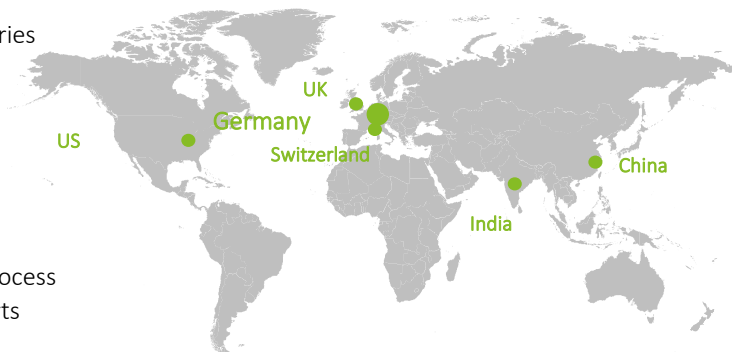 ries
UK
Germany
US
Switzerland
China
India
ocess
ts